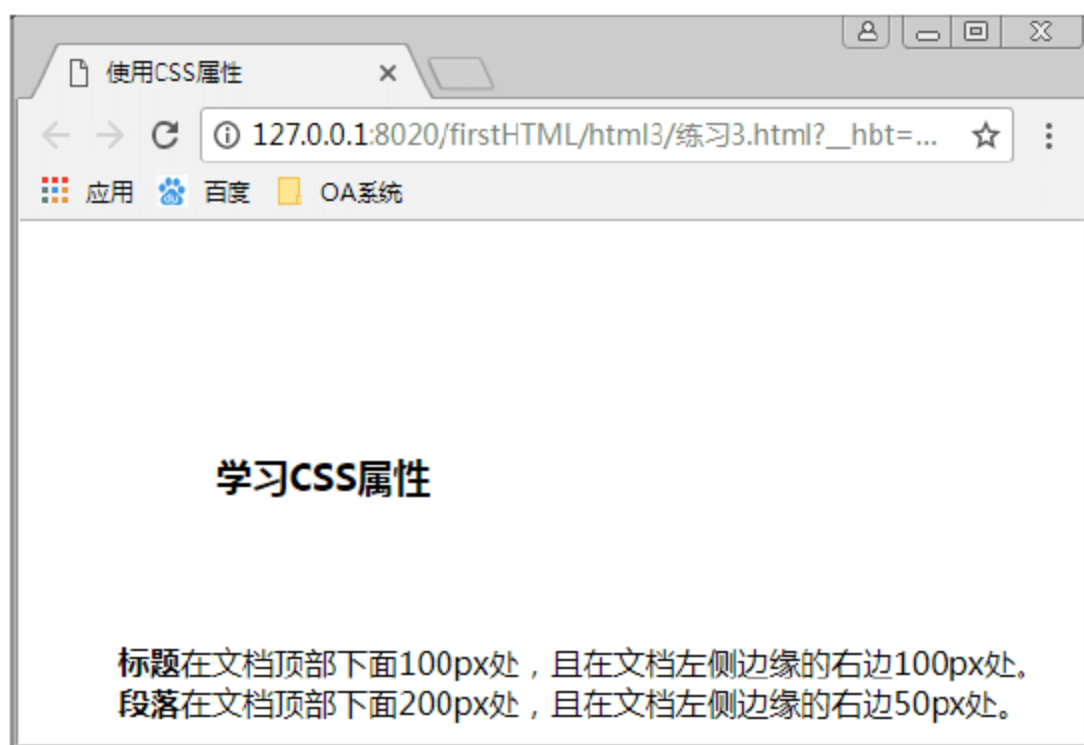 使用CSS属性
127.0.0.1:8020/firstHTML/html3/练习3.html?__hbt=...
应用 百度 OA系统
学习CSS属性
标题在文档顶部下面100px处，且在文档左侧边缘的右边100px处。
段落在文档顶部下面200px处，且在文档左侧边缘的右边50px处。